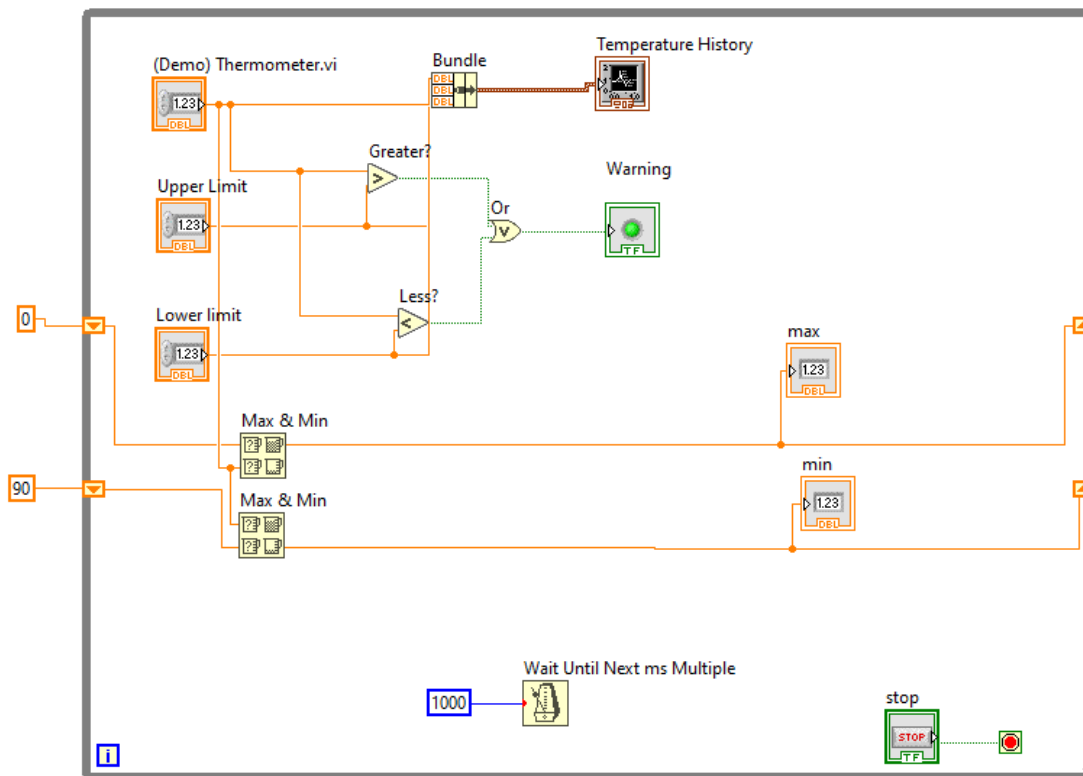 Temperature History
Bundle
(Demo) Thermometer.vi
DBL
DBL
DBL
1.23
DBL
Greater?
>
Warning
Upper Limit
Or
1.23
V
DBL
TF
Less?
<
Lower limit
0
max
1.23
1.23
DBL
DBL
Max & Min
min
90
1.23
Max & Min
DBL
Wait Until Next ms Multiple
1000
stop
STOP
TF
i